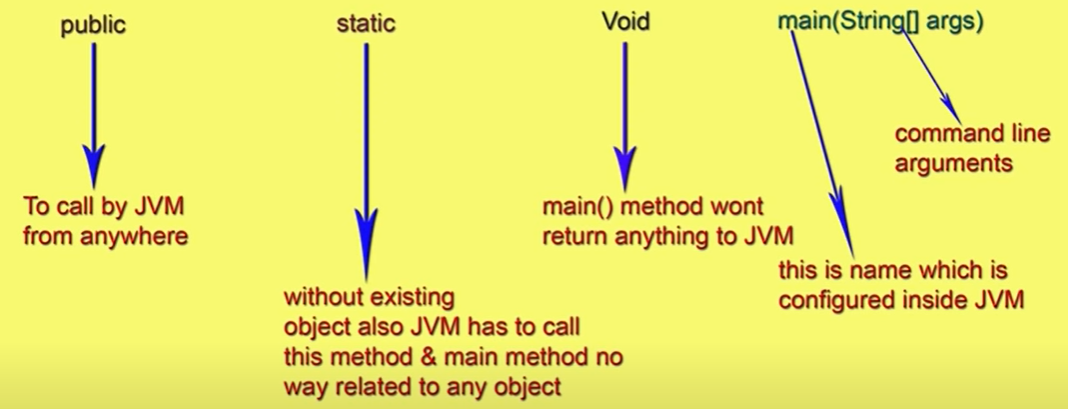 public static Void main(String[] args)
To call by JVM
from anywhere
without existing
object also JVM has to call
this method & main method no
way related to any object
main() method wont
return anything to JVM
command line
arguments
this is name which is
configured inside JVM